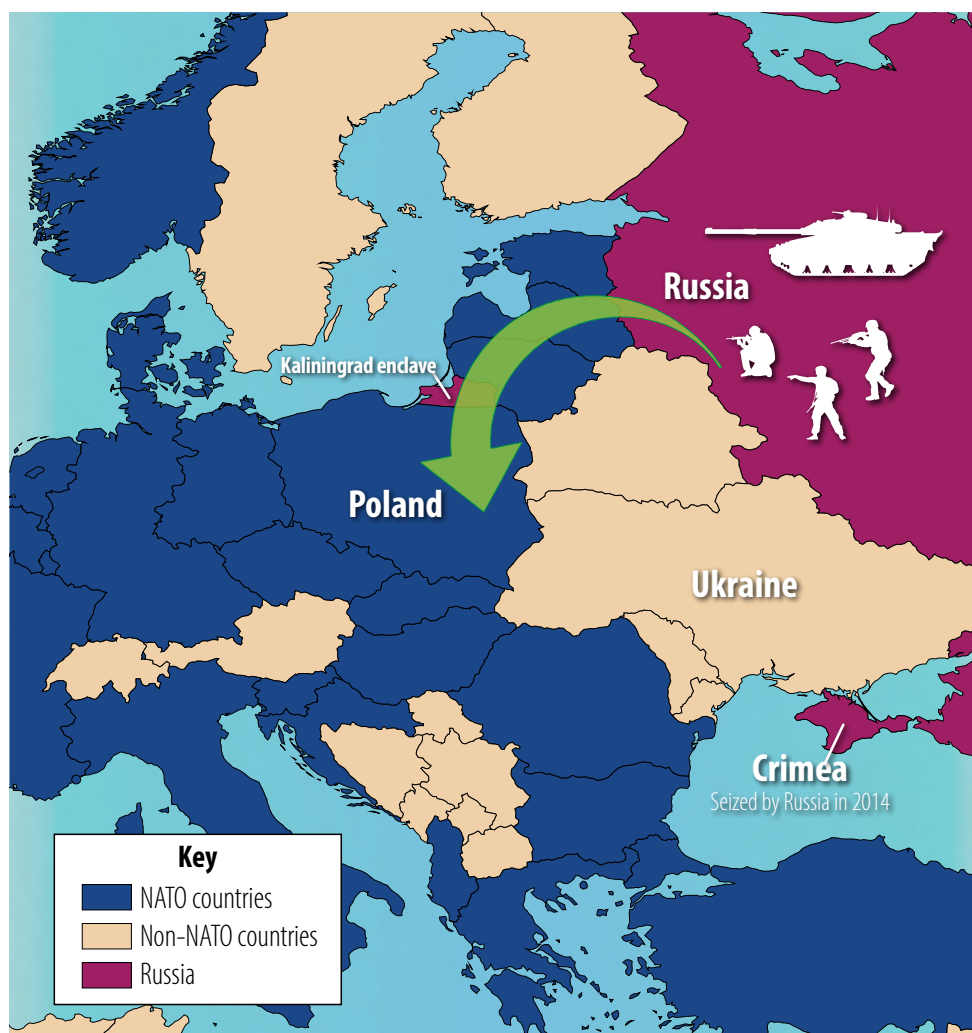 Russia
Kaliningrad enclave
Poland
Ukraine
Crimea
Seized by Russia in 2014
Key
NATO countries
Non-NATO countries
Russia